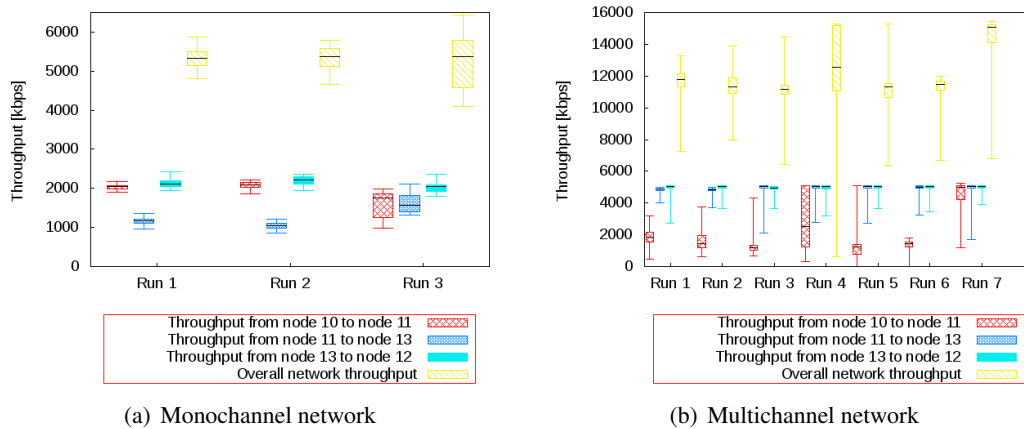 Throughput [kbps]
6000
5000
4000
3000
2000
1000
0
Run 1 Run 2 Run 3
Throughput from node 10 to node 11
Throughput from node 11 to node 13
Throughput from node 13 to node 12
Overall network throughput
(a) Monochannel network
Throughput [kbps]
16000
14000
12000
10000
8000
6000
4000
2000
0
Run 1 Run 2 Run 3 Run 4 Run 5 Run 6 Run 7
Throughput from node 10 to node 11
Throughput from node 11 to node 13
Throughput from node 13 to node 12
Overall network throughput
(b) Multichannel network